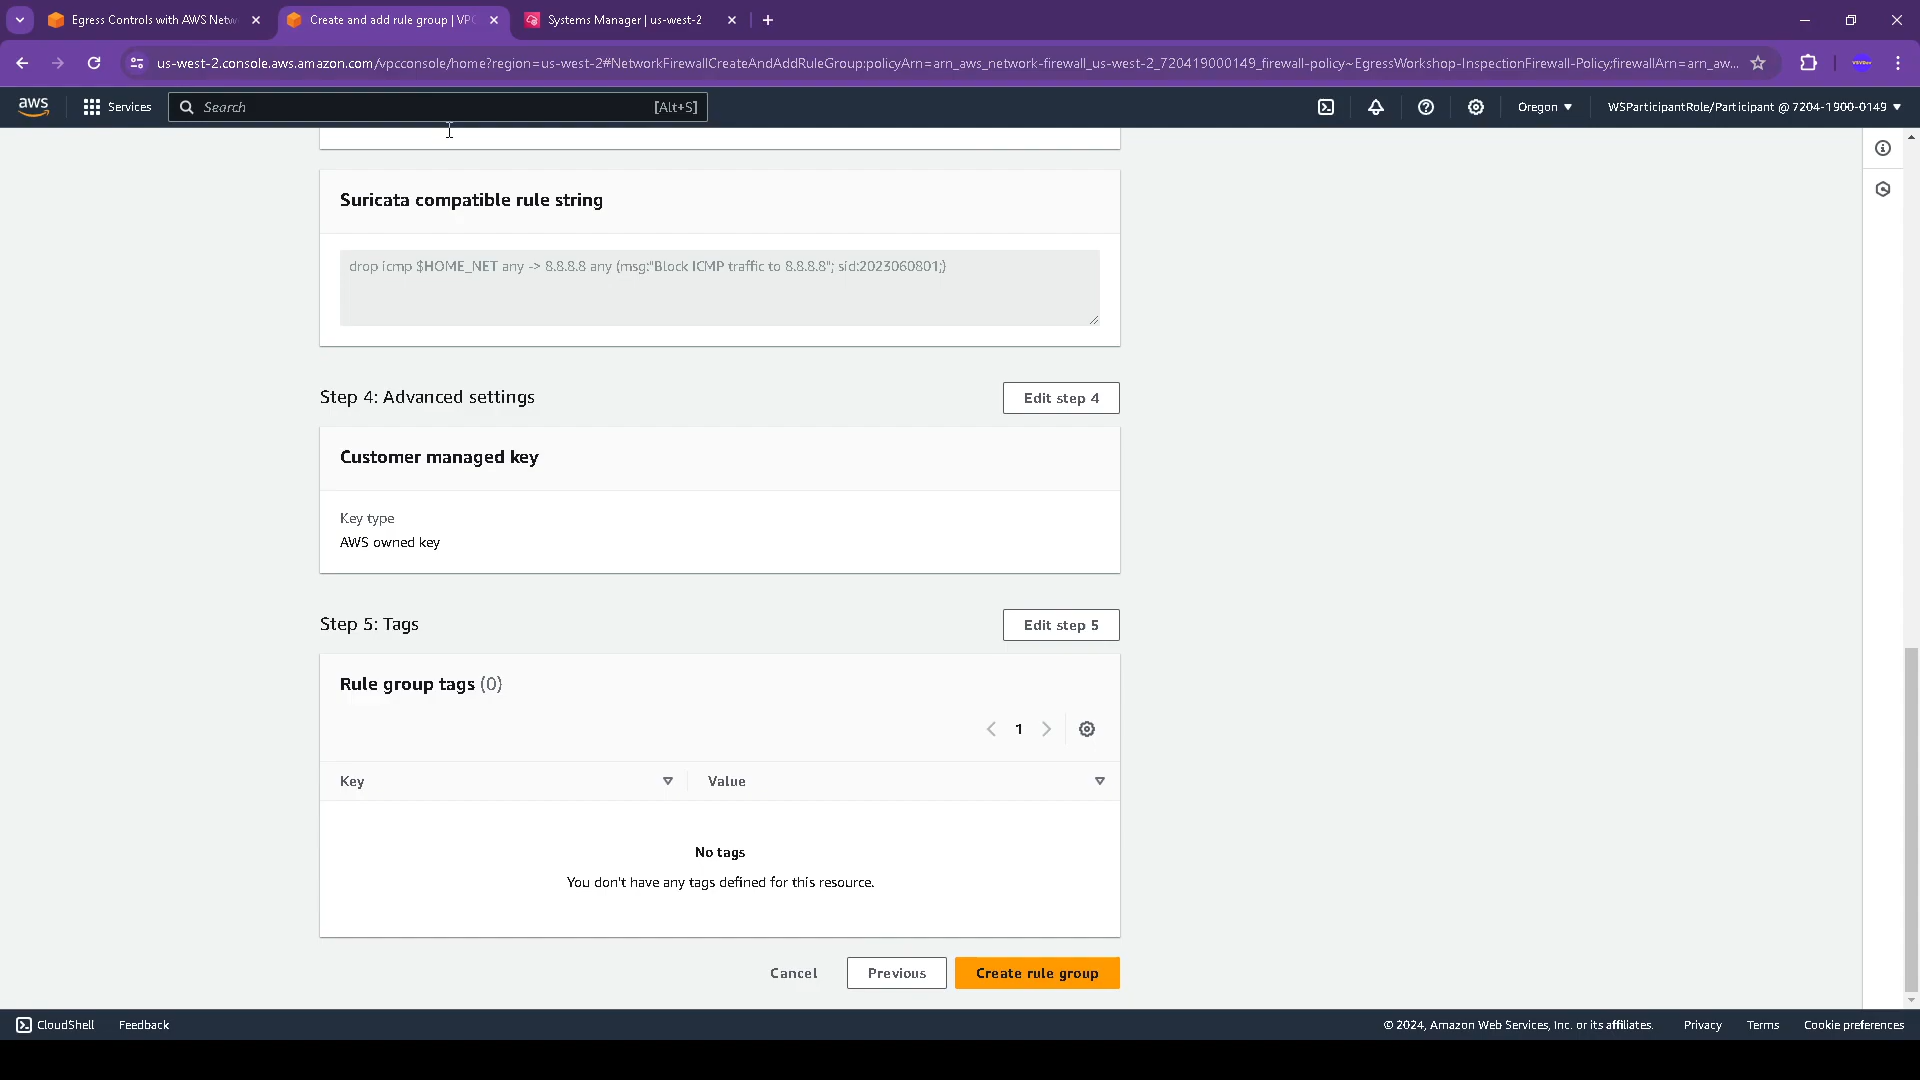 Egress Controls with AWS Netw
Create and add rule group | VPC
Systems Manager | us-west-2
us-west-2.console.aws.amazon.com/vpcconsole/home?region=us-west-2#NetworkFirewallCreateAndAddRuleGroup:policyArn=arn_aws_network-firewall_us-west-2_720419000149_firewall-policy~EgressWorkshop-InspectionFirewall-Policy;firewallArn=arn_aw...
aws
Services
Search
[Alt+S]
Oregon
WSParticipantRole/Participant @ 7204-1900-0149
Suricata compatible rule string
drop icmp $HOME_NET any -> 8.8.8.8 any (msg:"Block ICMP traffic to 8.8.8.8"; sid:2023060801;)
Step 4: Advanced settings
Edit step 4
Customer managed key
Key type
AWS owned key
Step 5: Tags
Edit step 5
Rule group tags (0)
1
Key
Value
No tags
You don't have any tags defined for this resource.
Cancel
Previous
Create rule group
CloudShell
Feedback
© 2024, Amazon Web Services, Inc. or its affiliates.
Privacy
Terms
Cookie preferences